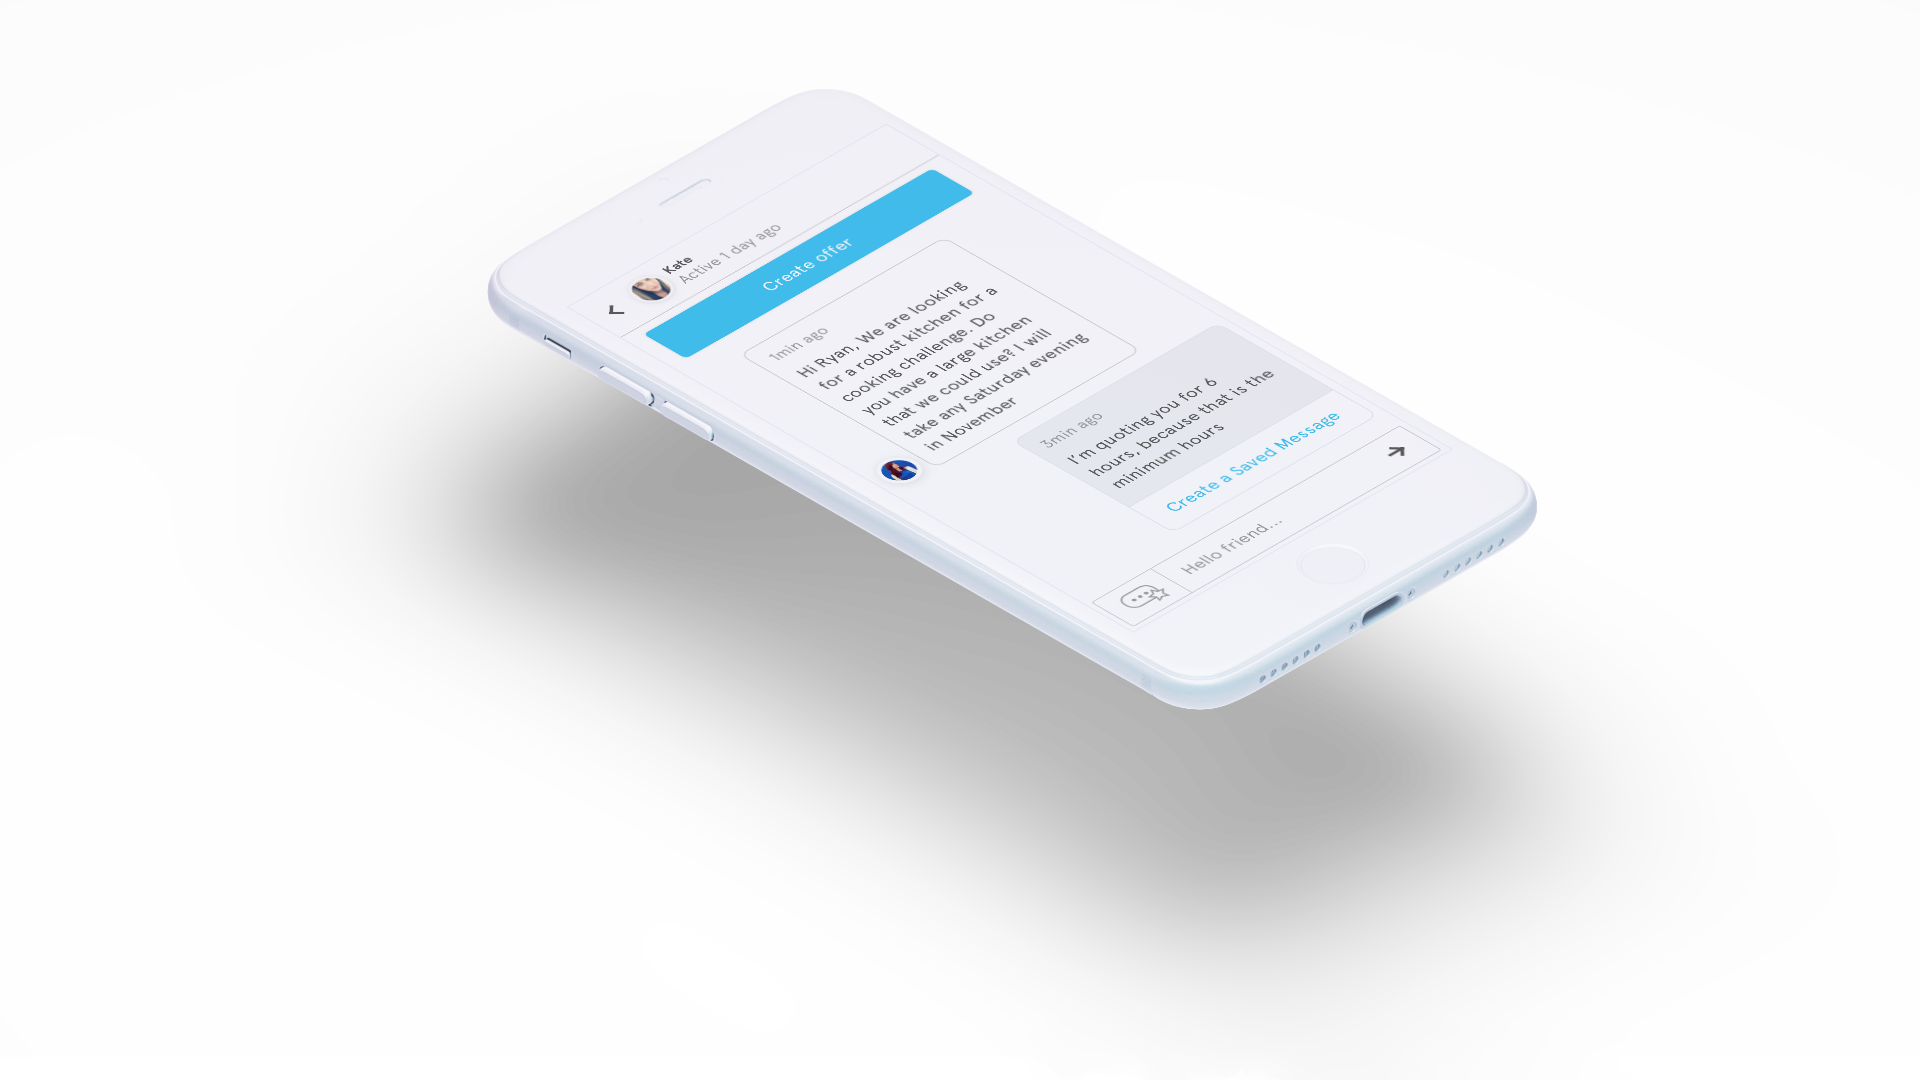 Kate
Active 1 day ago
Create offer
1min ago
Hi Ryan, We are looking
for a robust kitchen for a
cooking challenge. Do
you have a large kitchen
that we could use? I will
take any Saturday evening
in November
3min ago
I'm quoting you for 6
hours, because that is the
minimum hours
Create a Saved Message
Hello friend...